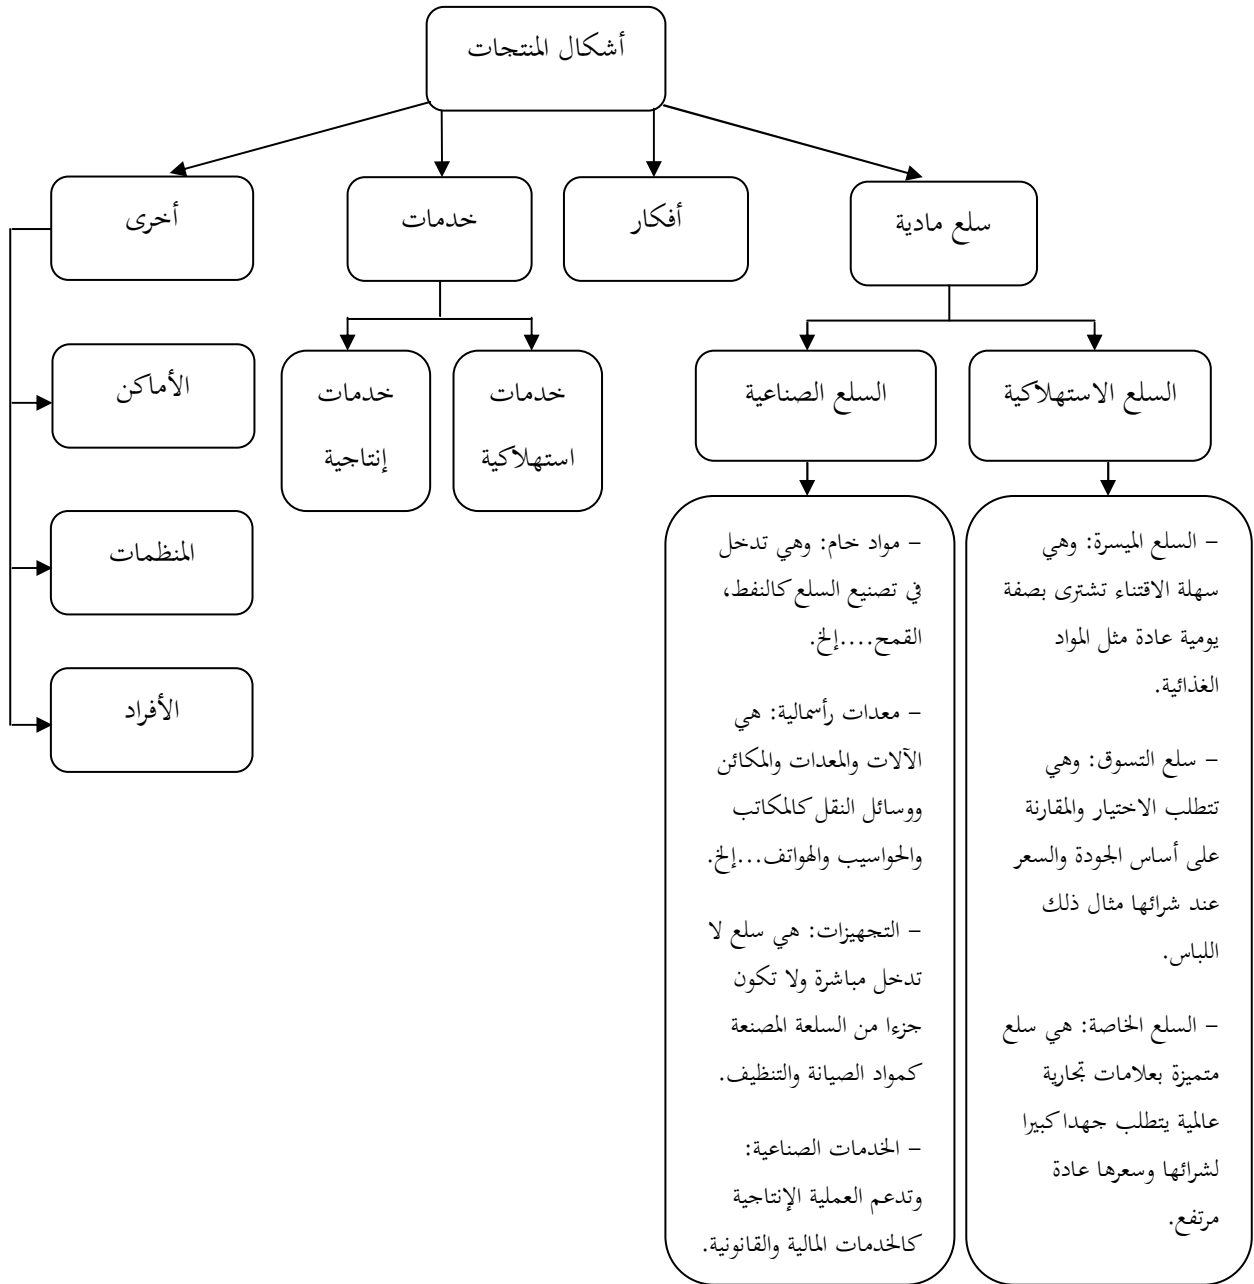 أشكال المنتجات
سلع مادية
أفكار
خدمات
أخرى
السلع الاستهلاكية
السلع الصناعية
خدمات
استهلاكية
خدمات
إنتاجية
الأماكن
المنظمات
الأفراد
– السلع الميسرة: وهي
سهلة الاقتناء تشترى بصفة
يومية عادة مثل المواد
الغذائية.
– سلع التسوق: وهي
تتطلب الاختيار والمقارنة
على أساس الجودة والسعر
عند شرائها مثال ذلك
اللباس.
– السلع الخاصة: هي سلع
متميزة بعلامات تجارية
عالمية يتطلب جهدا كبيرا
لشرائها وسعرها عادة
مرتفع.
– مواد خام: وهي تدخل
في تصنيع السلع كالنفط،
القمح....إلخ.
– معدات رأسمالية: هي
الآلات والمعدات والمكائن
ووسائل النقل كالمكاتب
والحواسيب والهواتف...إلخ.
– التجهيزات: هي سلع لا
تدخل مباشرة ولا تكون
جزءا من السلعة المصنعة
كمواد الصيانة والتنظيف.
– الخدمات الصناعية:
وتدعم العملية الإنتاجية
كالخدمات المالية والقانونية.